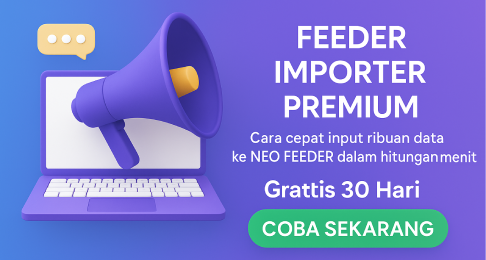 FEEDER
IMPORTER
PREMIUM
Cara cepat input ribuan data
ke NEO FEEDER dalam hitungan menit
Grattis 30 Hari
COBA SEKARANG